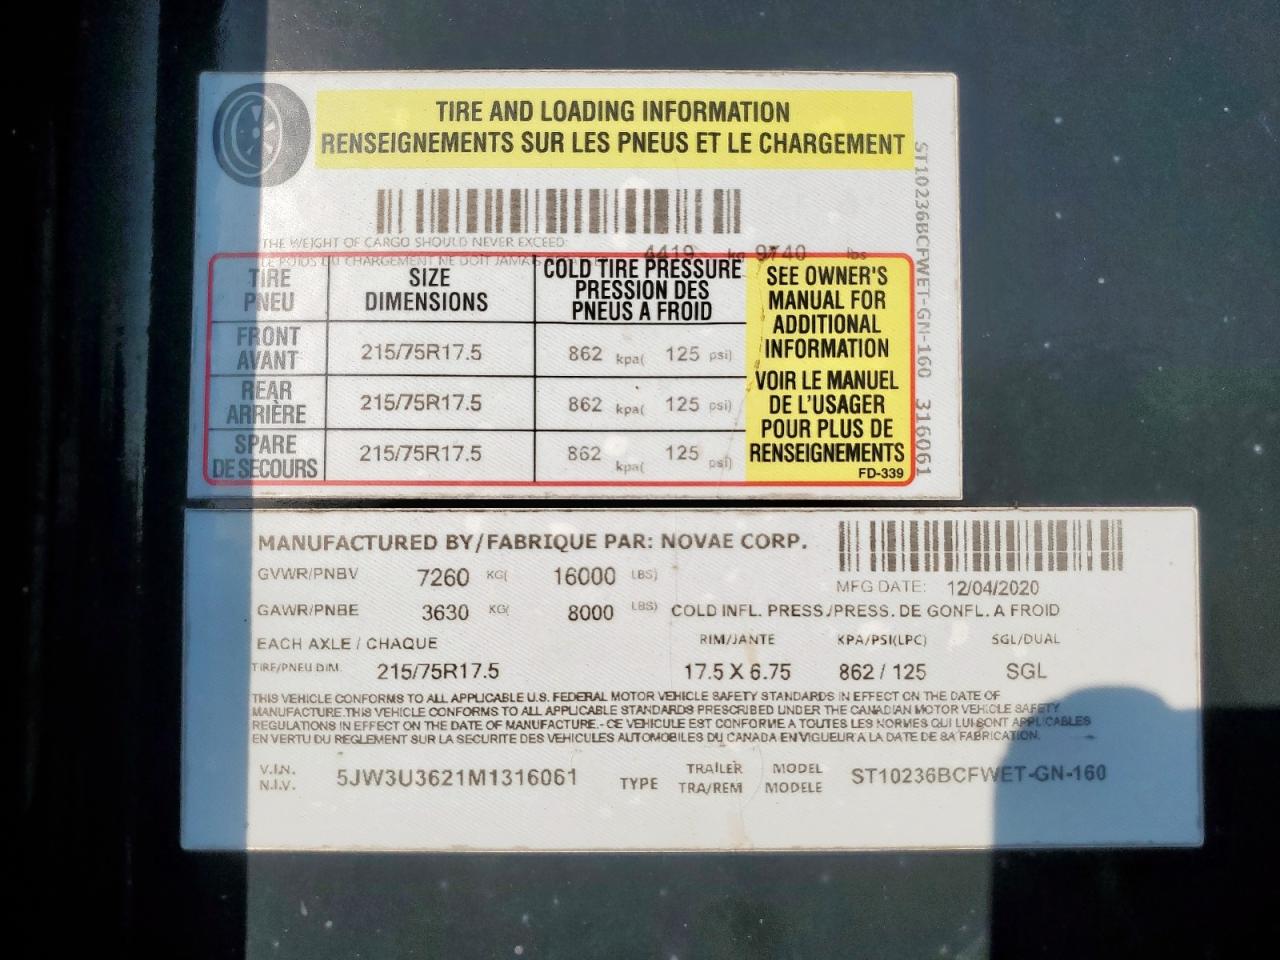 TIRE AND LOADING INFORMATION
RENSEIGNEMENTS SUR LES PNEUS ET LE CHARGEMENT
THE WEIGHT OF CARGO SHOULD NEVER EXCEED:
LE POIDS DU CHARGEMENT NE DOIT JAMAIS 4419 kg 9740 lbs
TIRE PNEU
SIZE DIMENSIONS
COLD TIRE PRESSURE PRESSION DES PNEUS A FROID
FRONT AVANT 215/75R17.5 862 kpa( 125 psi)
REAR ARRIÈRE 215/75R17.5 862 kpa( 125 psi)
SPARE DE SECOURS 215/75R17.5 862 kpa( 125 psi)
SEE OWNER'S
MANUAL FOR
ADDITIONAL
INFORMATION
VOIR LE MANUEL
DE L'USAGER
POUR PLUS DE
RENSEIGNEMENTS
FD-339
ST10236BCFWET-GN-160 316061
MANUFACTURED BY/FABRIQUE PAR: NOVAE CORP.
GVWR/PNBV 7260 KG( 16000 LBS)
MFG DATE: 12/04/2020
GAWR/PNBE 3630 KG( 8000 LBS) COLD INFL. PRESS./PRESS. DE GONFL. A FROID
EACH AXLE / CHAQUE RIM/JANTE KPA/PSI(LPC) SGL/DUAL
TIRE/PNEU DIM. 215/75R17.5 17.5 X 6.75 862 / 125 SGL
THIS VEHICLE CONFORMS TO ALL APPLICABLE U.S. FEDERAL MOTOR VEHICLE SAFETY STANDARDS IN EFFECT ON THE DATE OF
MANUFACTURE.THIS VEHICLE CONFORMS TO ALL APPLICABLE STANDARDS PRESCRIBED UNDER THE CANADIAN MOTOR VEHICLE SAFETY
REGULATIONS IN EFFECT ON THE DATE OF MANUFACTURE.- CE VEHICULE EST CONFORME A TOUTES LES NORMES QUI LUI SONT APPLICABLES
EN VERTU DU REGLEMENT SUR LA SECURITE DES VEHICULES AUTOMOBILES DU CANADA EN VIGUEUR A LA DATE DE SA FABRICATION.
V.I.N. 5JW3U3621M1316061 TYPE TRAILER MODEL ST10236BCFWET-GN-160
N.I.V. TRA/REM MODELE